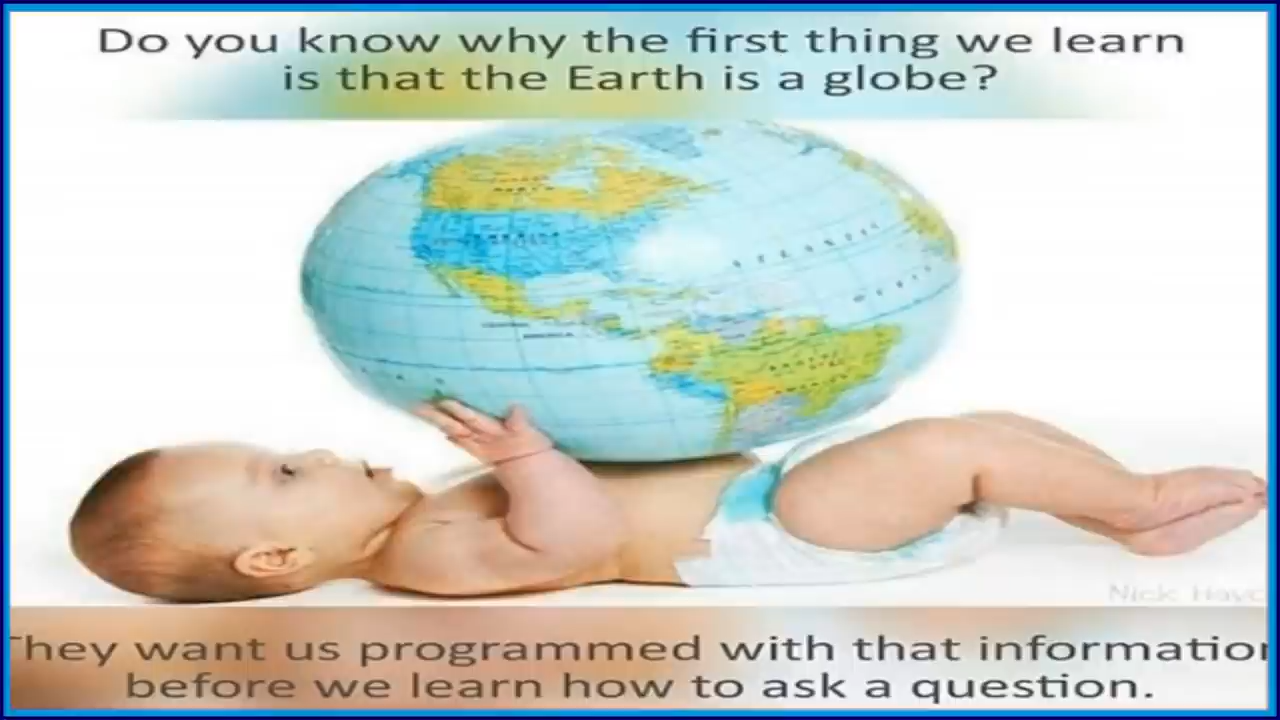 Do you know why the first thing we learn
is that the Earth is a globe?
They want us programmed with that information
before we learn how to ask a question.